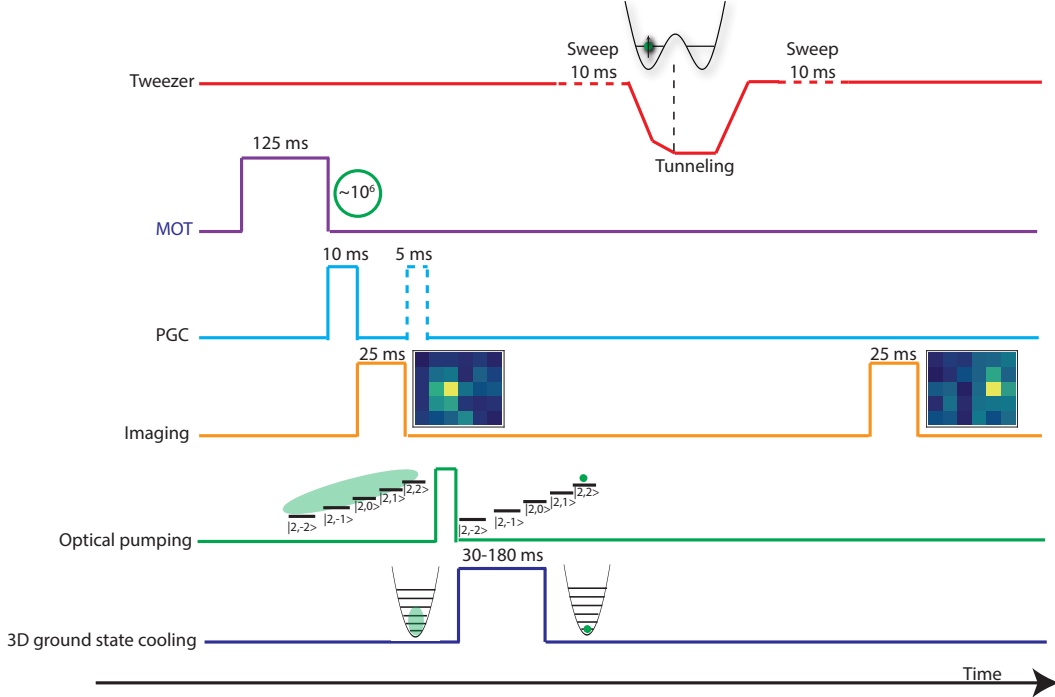 Sweep
10 ms
Sweep
10 ms
Tweezer
Tunneling
125 ms
~10⁶
MOT
10 ms
5 ms
PGC
25 ms
25 ms
Imaging
|2,-2>
|2,-1>
|2,0>
|2,1>
|2,2>
|2,-2>
|2,-1>
|2,0>
|2,1>
|2,2>
Optical pumping
30-180 ms
3D ground state cooling
Time